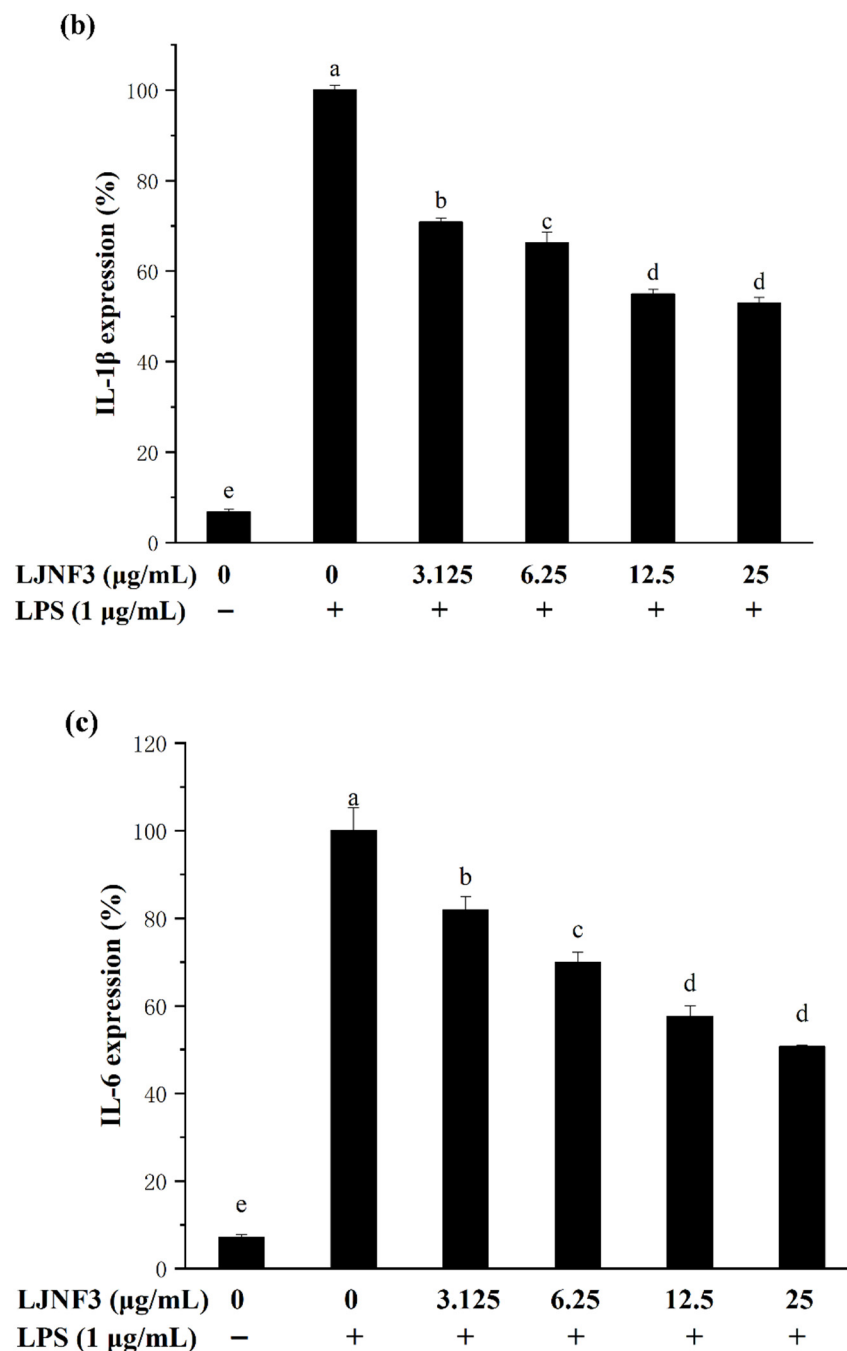 (b)
IL-1β expression (%)
100
80
60
40
20
0
a
b
c
d
d
e
LJNF3 (μg/mL) 0 0 3.125 6.25 12.5 25
LPS (1 μg/mL) − + + + + +
(c)
IL-6 expression (%)
120
100
80
60
40
20
0
a
b
c
d
d
e
LJNF3 (μg/mL) 0 0 3.125 6.25 12.5 25
LPS (1 μg/mL) − + + + + +